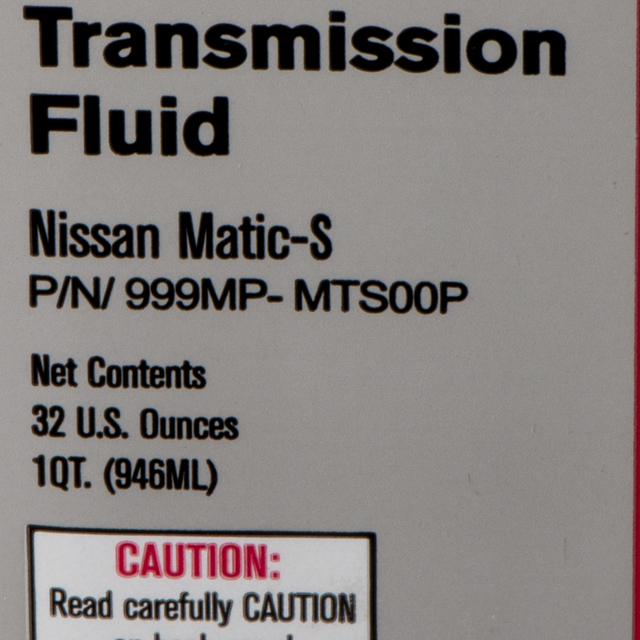 Transmission
Fluid
Nissan Matic-S
P/N/ 999MP- MTS00P
Net Contents
32 U.S. Ounces
1QT. (946ML)
CAUTION:
Read carefully CAUTION